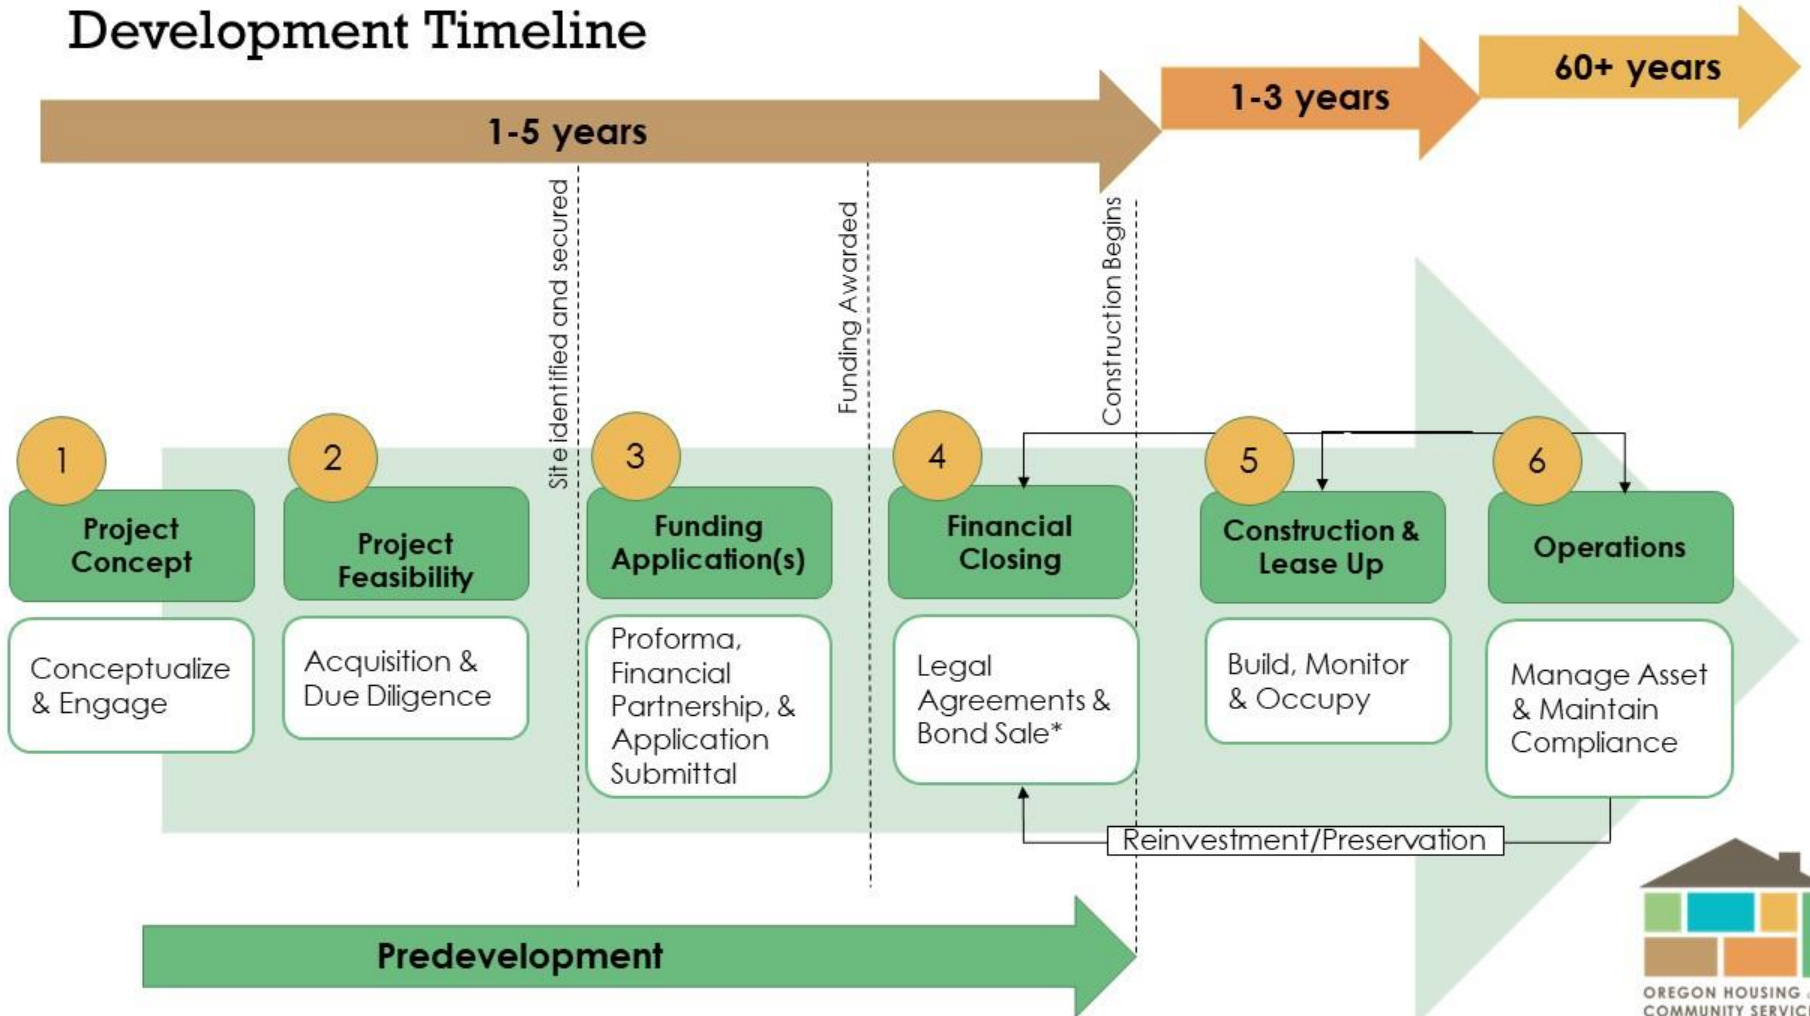 Development Timeline
60+ years
1-3 years
1-5 years
Site identified and secured
Funding Awarded
Construction Begins
1
Project
Concept
Conceptualize
& Engage
2
Project
Feasibility
Acquisition &
Due Diligence
3
Funding
Application(s)
Proforma,
Financial
Partnership, &
Application
Submittal
4
Financial
Closing
Legal
Agreements &
Bond Sale*
5
Construction &
Lease Up
Build, Monitor
& Occupy
6
Operations
Manage Asset
& Maintain
Compliance
Reinvestment/Preservation
Predevelopment
OREGON HOUSING
COMMUNITY